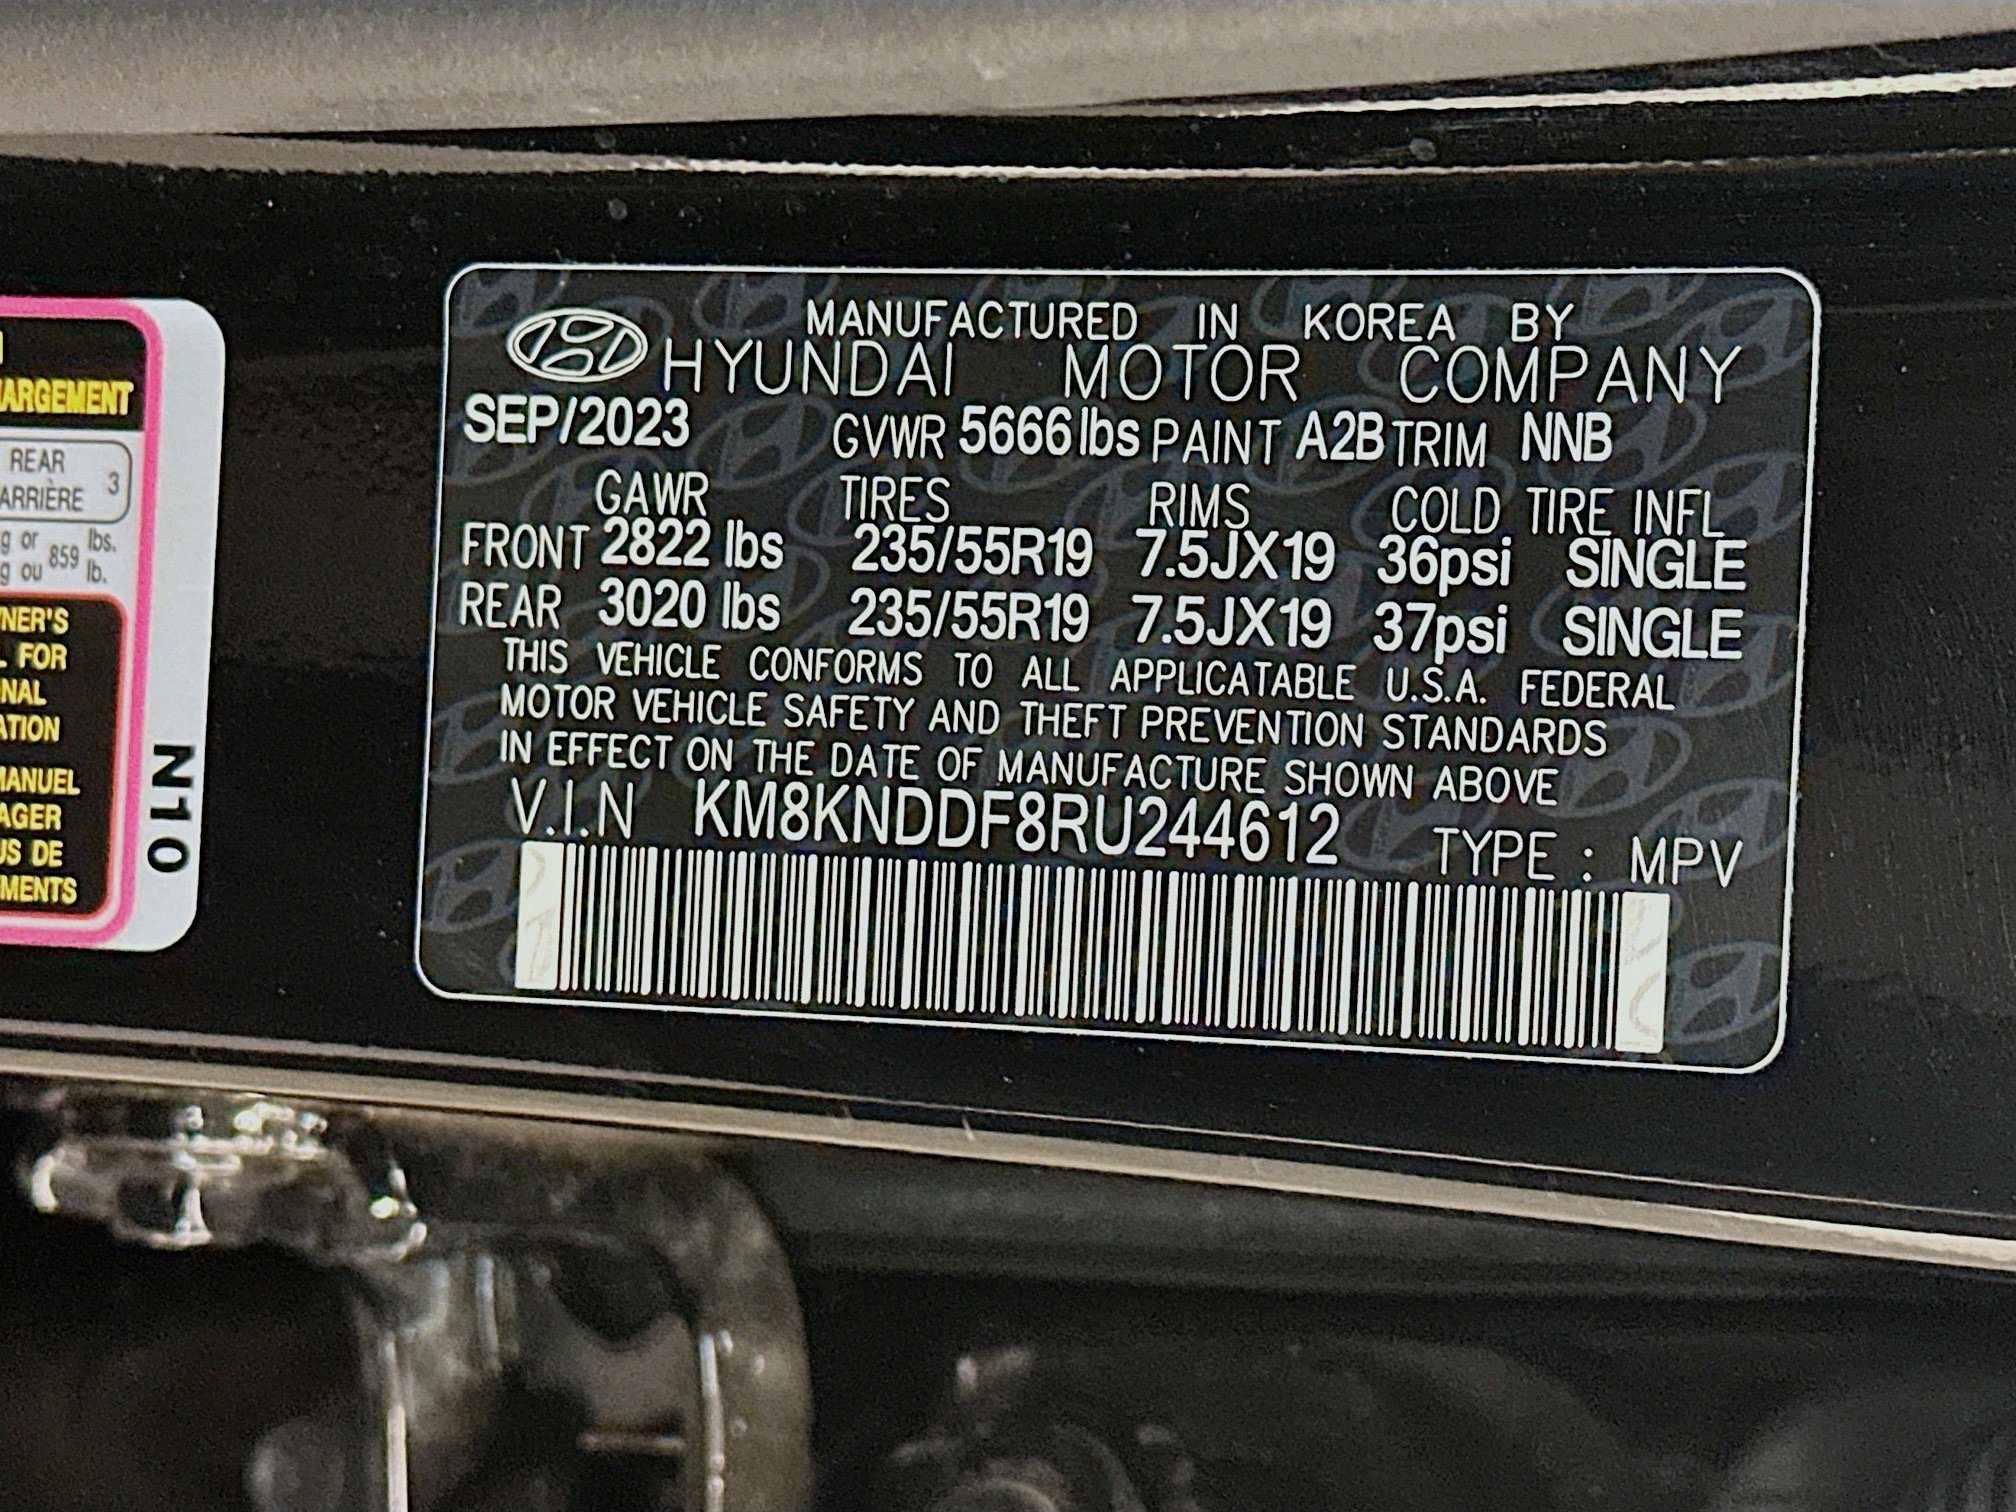 ARGEMENT
REAR
ARRIÈRE 3
g or 859 lbs.
g ou lb.
NER'S
FOR
NAL
ATION
MANUEL
AGER
US DE
MENTS
N10
MANUFACTURED IN KOREA BY
HYUNDAI MOTOR COMPANY
SEP/2023 GVWR 5666lbs PAINT A2B TRIM NNB
GAWR TIRES RIMS COLD TIRE INFL
FRONT 2822 lbs 235/55R19 7.5JX19 36psi SINGLE
REAR 3020 lbs 235/55R19 7.5JX19 37psi SINGLE
THIS VEHICLE CONFORMS TO ALL APPLICATABLE U.S.A. FEDERAL
MOTOR VEHICLE SAFETY AND THEFT PREVENTION STANDARDS
IN EFFECT ON THE DATE OF MANUFACTURE SHOWN ABOVE
V.I.N KM8KNDDF8RU244612 TYPE : MPV